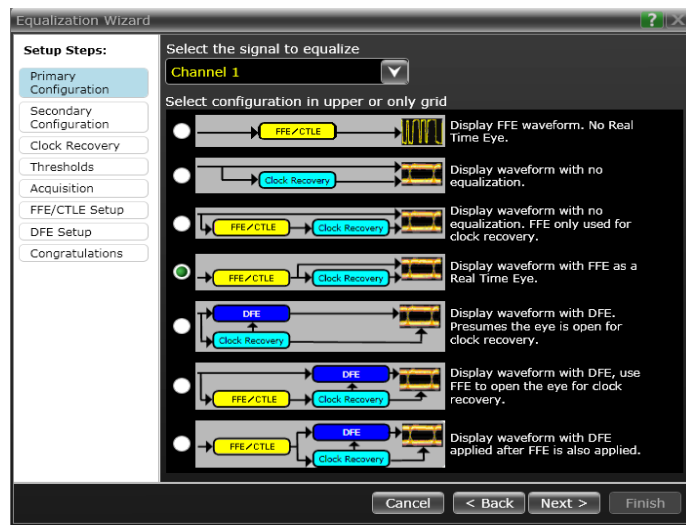 Equalization Wizard
? X
Setup Steps:
Primary
Configuration
Secondary
Configuration
Clock Recovery
Thresholds
Acquisition
FFE/CTLE Setup
DFE Setup
Congratulations
Select the signal to equalize
Channel 1
Select configuration in upper or only grid
FFE/CTLE
Display FFE waveform. No Real
Time Eye.
Clock Recovery
Display waveform with no
equalization.
FFE/CTLE
Clock Recovery
Display waveform with no
equalization. FFE only used for
clock recovery.
FFE/CTLE
Clock Recovery
Display waveform with FFE as a
Real Time Eye.
DFE
Clock Recovery
Display waveform with DFE.
Presumes the eye is open for
clock recovery.
DFE
FFE/CTLE
Clock Recovery
Display waveform with DFE, use
FFE to open the eye for clock
recovery.
FFE/CTLE
DFE
Clock Recovery
Display waveform with DFE
applied after FFE is also applied.
Cancel
< Back
Next >
Finish